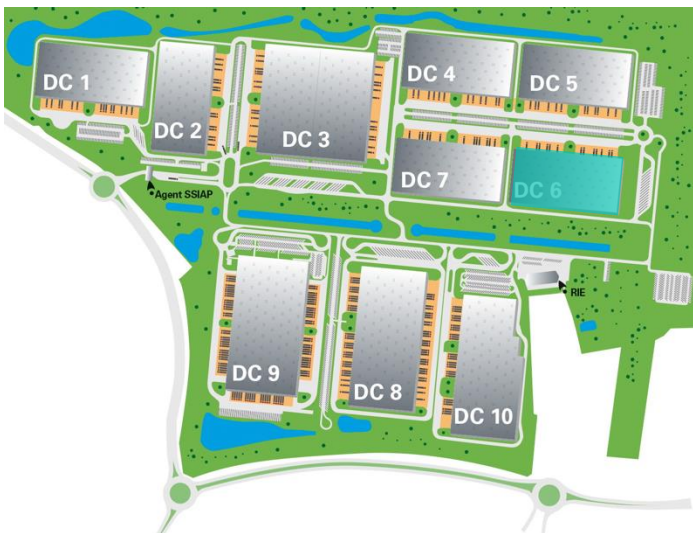 DC 1
DC 2
DC 3
DC 4
DC 5
DC 7
DC 6
Agent SSIAP
RIE
DC 9
DC 8
DC 10